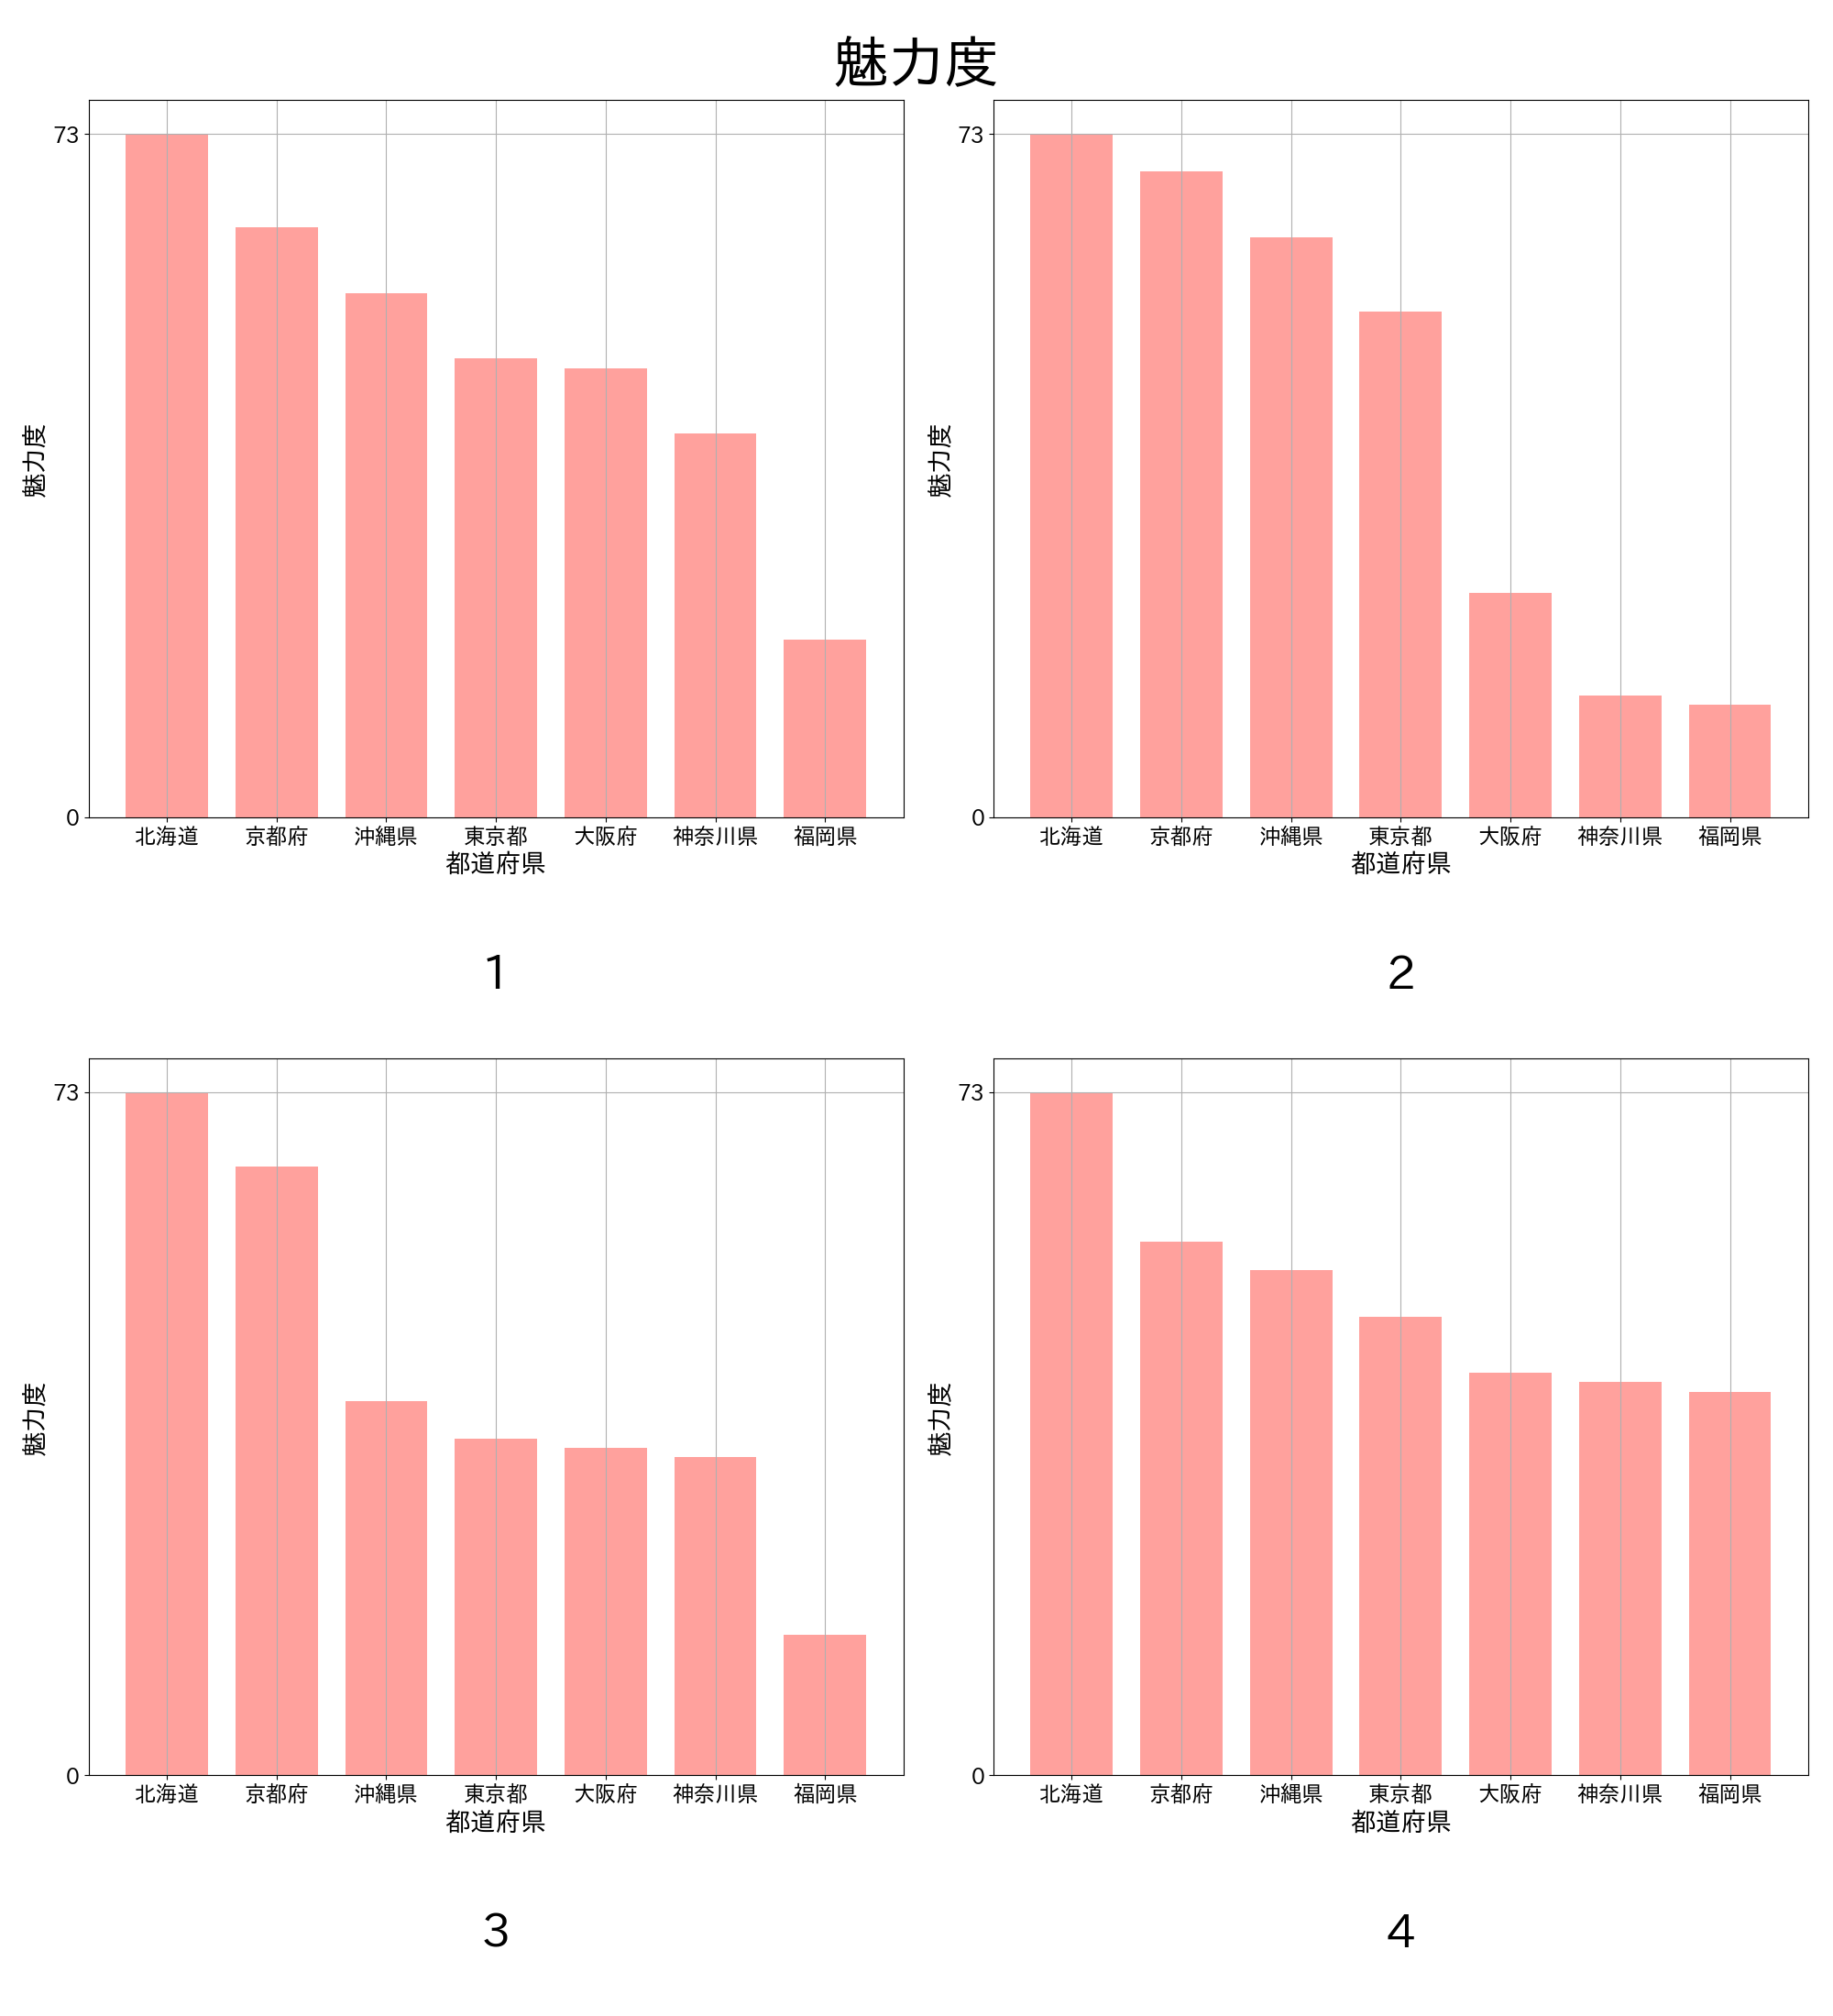 魅力度
73
0
魅力度
北海道 京都府 沖縄県 東京都 大阪府 神奈川県 福岡県
都道府県
1
73
0
魅力度
北海道 京都府 沖縄県 東京都 大阪府 神奈川県 福岡県
都道府県
2
73
0
魅力度
北海道 京都府 沖縄県 東京都 大阪府 神奈川県 福岡県
都道府県
3
73
0
魅力度
北海道 京都府 沖縄県 東京都 大阪府 神奈川県 福岡県
都道府県
4